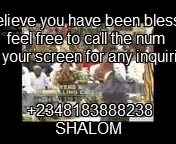 elieve you have been bless
feel free to call the num
your screen for any inquiri
+2348183888238
SHALOM